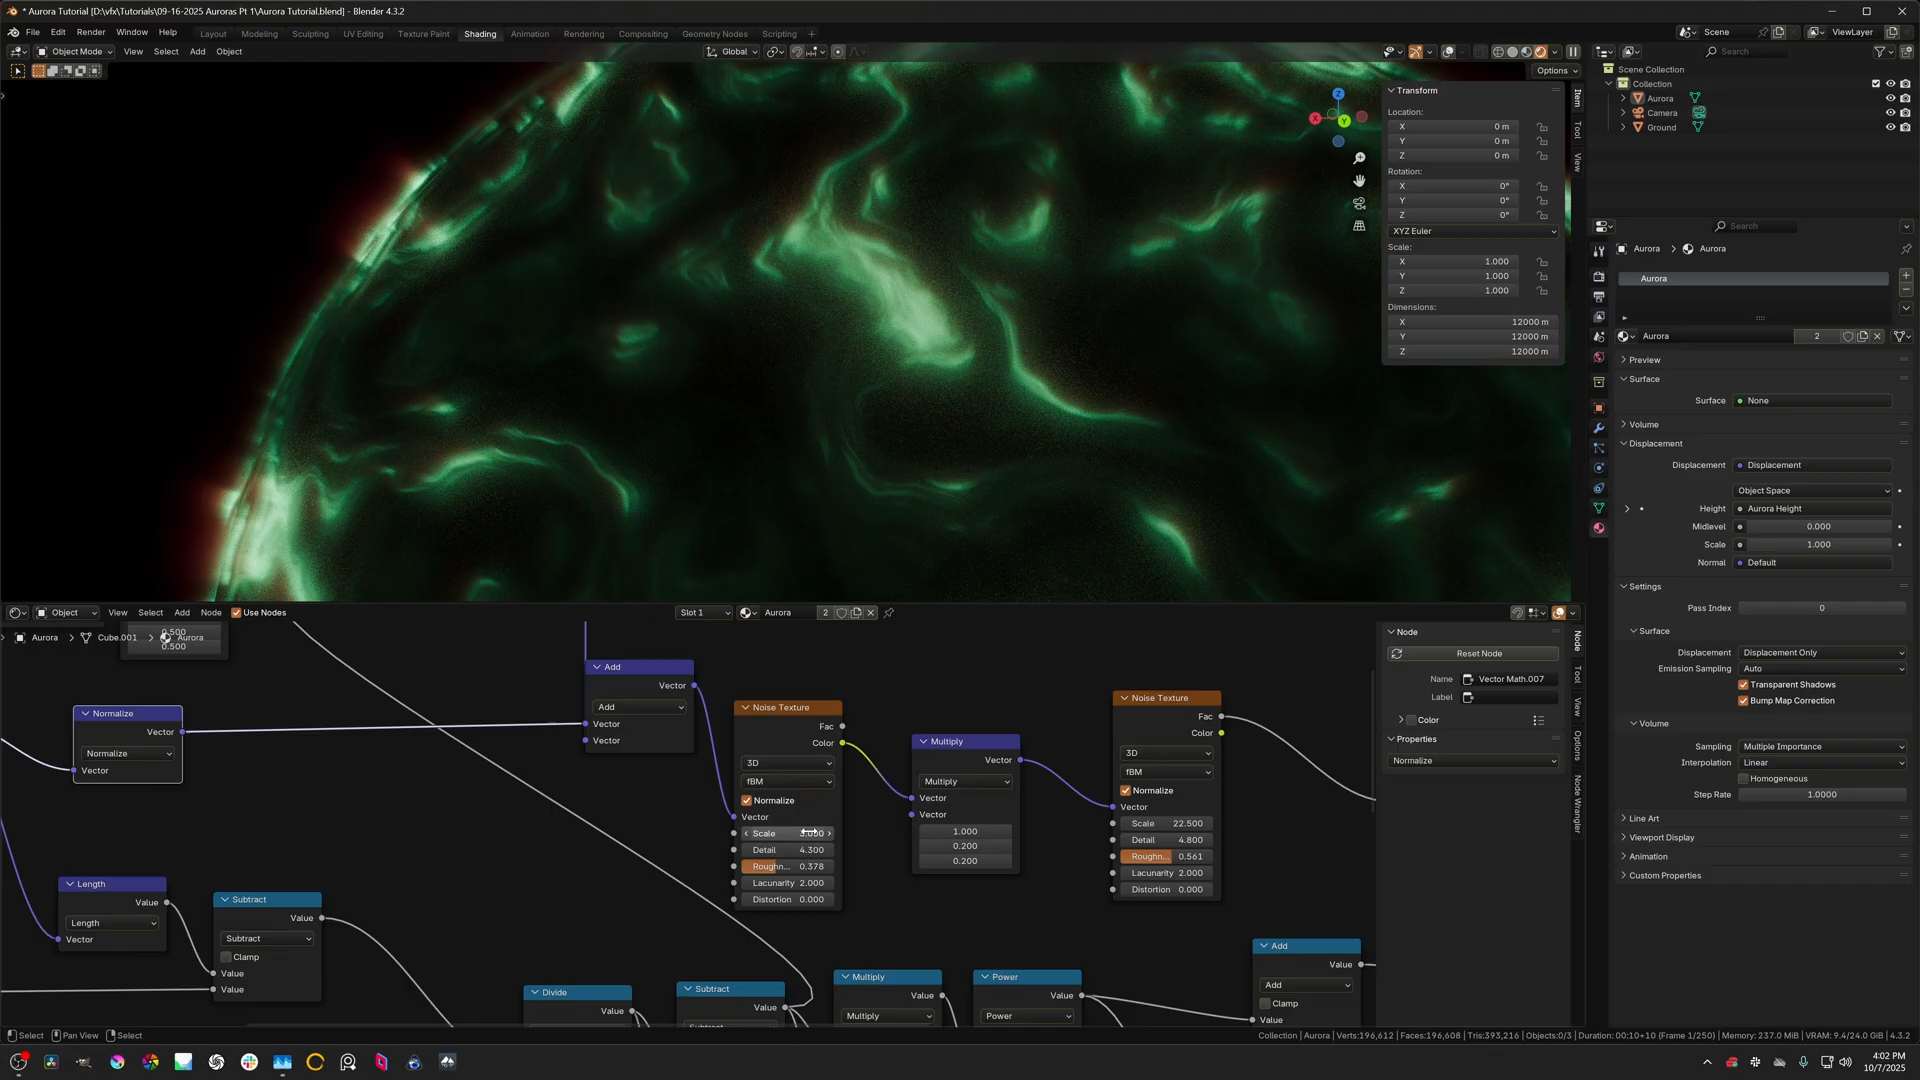 * Aurora Tutorial [D:\vfx\Tutorials\09-16-2025 Auroras Pt 1\Aurora Tutorial.blend] - Blender 4.3.2
File Edit Render Window Help Layout Modeling Sculpting UV Editing Texture Paint Shading Animation Rendering Compositing Geometry Nodes Scripting + Scene ViewLayer
Object Mode View Select Add Object Global Search
Options
Scene Collection
Collection
Aurora
Camera
Ground
Z
X
Y
Item
Tool
View
Transform
Location:
X 0 m
Y 0 m
Z 0 m
Rotation:
X 0°
Y 0°
Z 0°
XYZ Euler
Scale:
X 1.000
Y 1.000
Z 1.000
Dimensions:
X 12000 m
Y 12000 m
Z 12000 m
Search
Aurora > Aurora
Aurora
Aurora 2
Preview
Surface
Surface None
Volume
Displacement
Displacement Displacement
Object Space
Height Aurora Height
Midlevel 0.000
Scale 1.000
Normal Default
Settings
Pass Index 0
Surface
Displacement Displacement Only
Emission Sampling Auto
Transparent Shadows
Bump Map Correction
Volume
Sampling Multiple Importance
Interpolation Linear
Homogeneous
Step Rate 1.0000
Line Art
Viewport Display
Animation
Custom Properties
Object View Select Add Node Use Nodes Slot 1 Aurora 2
Aurora > Cube.001 > Aurora
0.500
0.500
Normalize
Vector
Normalize
Vector
Length
Value
Length
Vector
Subtract
Value
Subtract
Clamp
Value
Value
Add
Vector
Add
Vector
Vector
Noise Texture
Fac
Color
3D
fBM
Normalize
Vector
Scale
Detail 4.300
Roughn... 0.378
Lacunarity 2.000
Distortion 0.000
Multiply
Vector
Multiply
Vector
Vector
1.000
0.200
0.200
Noise Texture
Fac
Color
3D
fBM
Normalize
Vector
Scale 22.500
Detail 4.800
Roughn... 0.561
Lacunarity 2.000
Distortion 0.000
Divide
Value
Subtract
Value
Multiply
Value
Multiply
Power
Value
Power
Add
Value
Add
Clamp
Value
Node
Reset Node
Name Vector Math.007
Label
Color
Properties
Normalize
Node
Tool
View
Options
Node Wrangler
Select Pan View Select
Collection | Aurora | Verts:196,612 | Faces:196,608 | Tris:393,216 | Objects:0/3 | Duration: 00:10+10 (Frame 1/250) | Memory: 237.0 MiB | VRAM: 9.4/24.0 GiB | 4.3.2
4:02 PM
10/7/2025